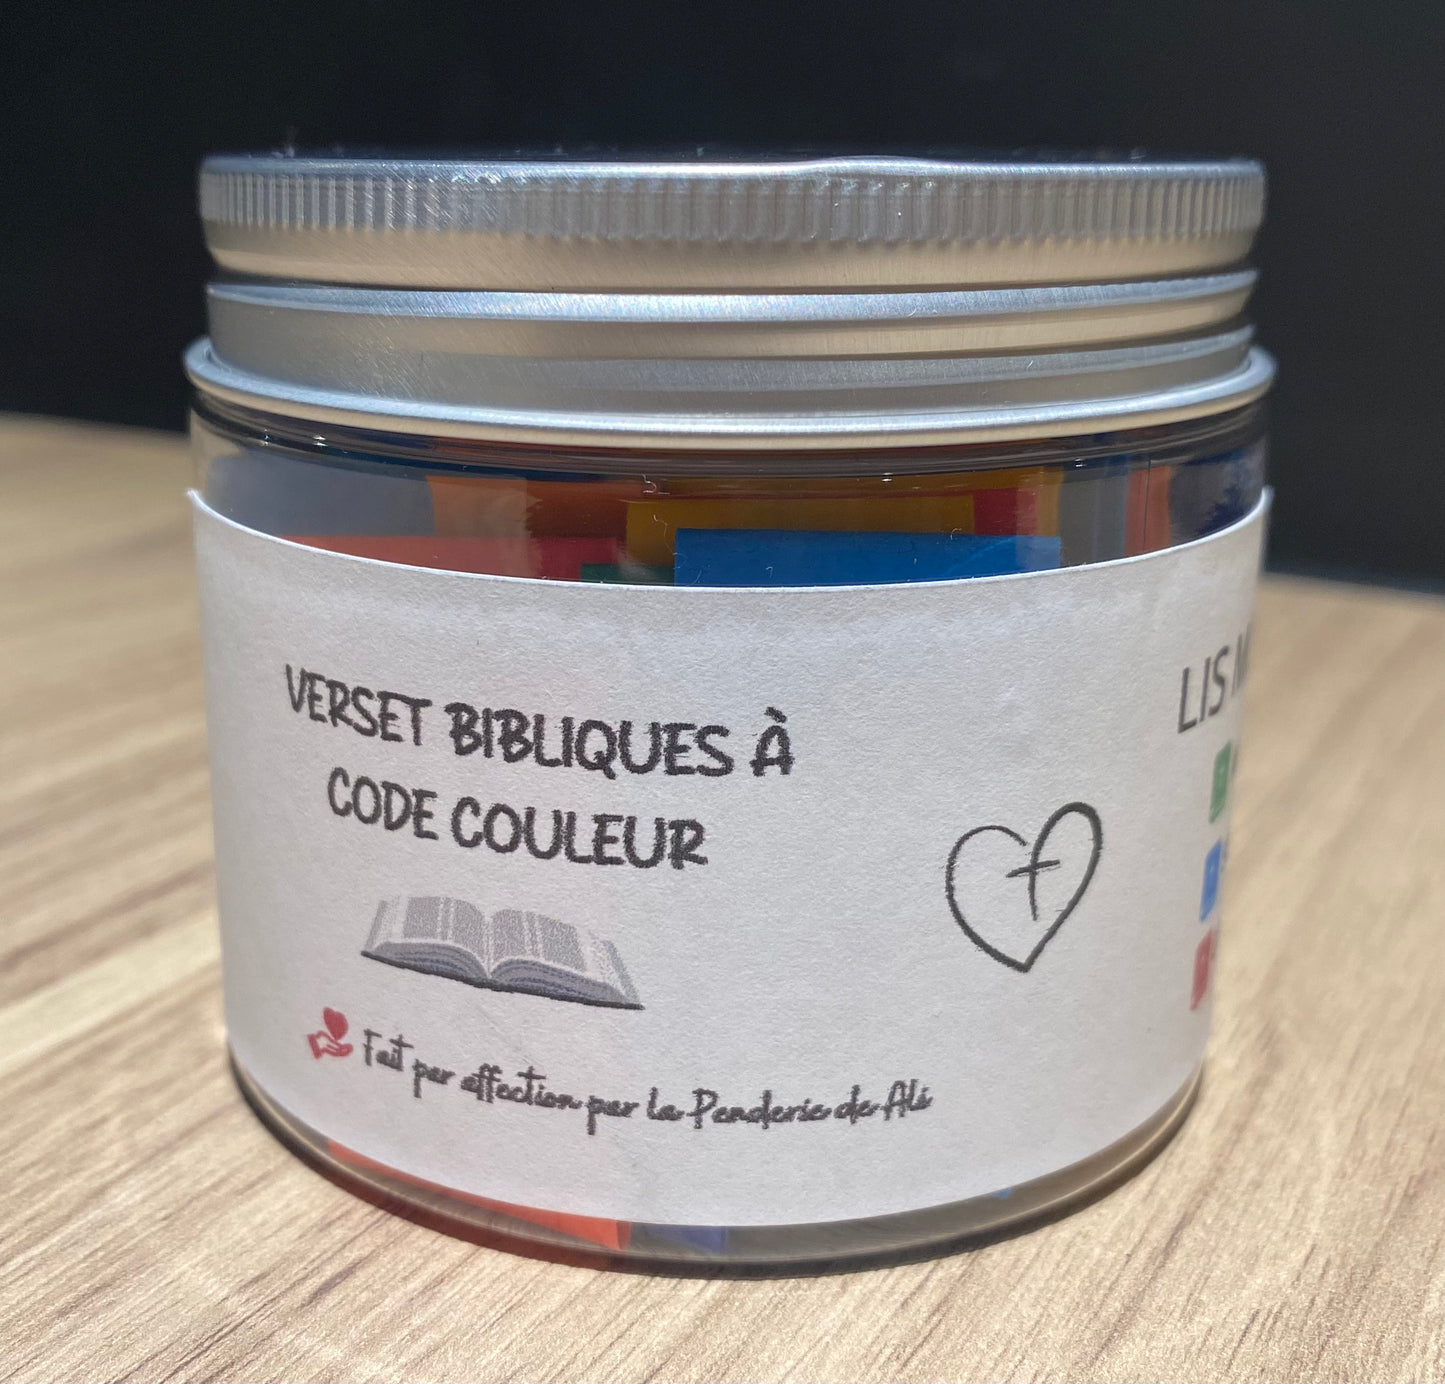 VERSET BIBLIQUES À
CODE COULEUR
Fait par affection par la Penderie de Ali
LIS